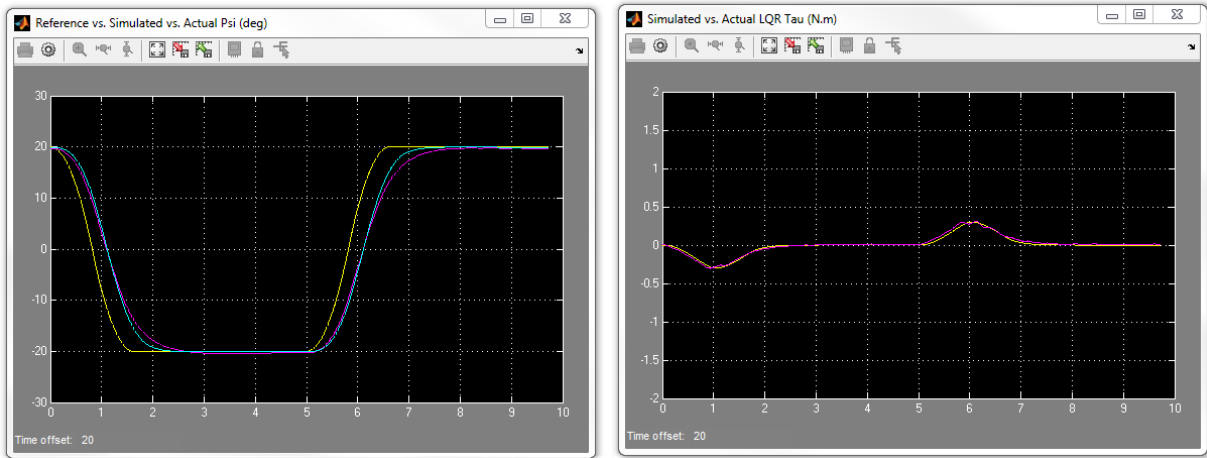 Reference vs. Simulated vs. Actual Psi (deg)
30
20
10
0
-10
-20
-30
0 1 2 3 4 5 6 7 8 9 10
Time offset: 20
Simulated vs. Actual LQR Tau (N.m)
2
1.5
1
0.5
0
-0.5
-1
-1.5
-2
0 1 2 3 4 5 6 7 8 9 10
Time offset: 20